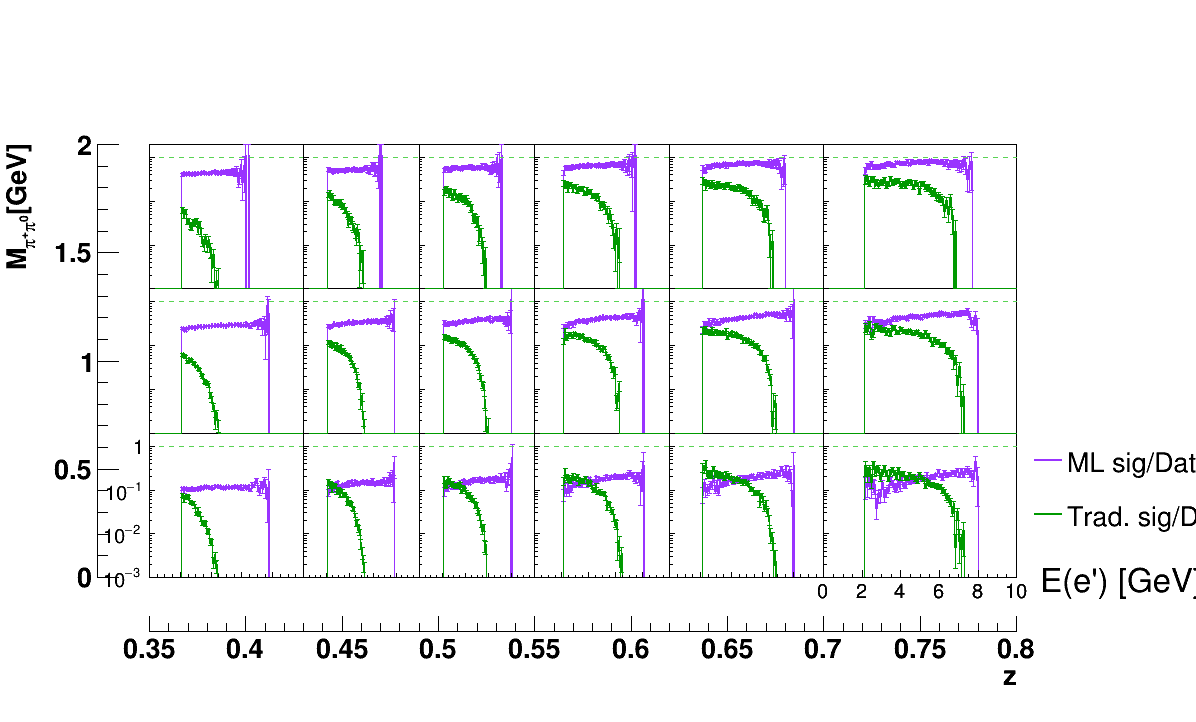 M_{π⁺π⁰} [GeV]
2
1.5
1
0.5
0
1
10⁻¹
10⁻²
10⁻³
ML sig/Dat
Trad. sig/D
0 2 4 6 8 10
E(e') [GeV]
0.35 0.4 0.45 0.5 0.55 0.6 0.65 0.7 0.75 0.8
z